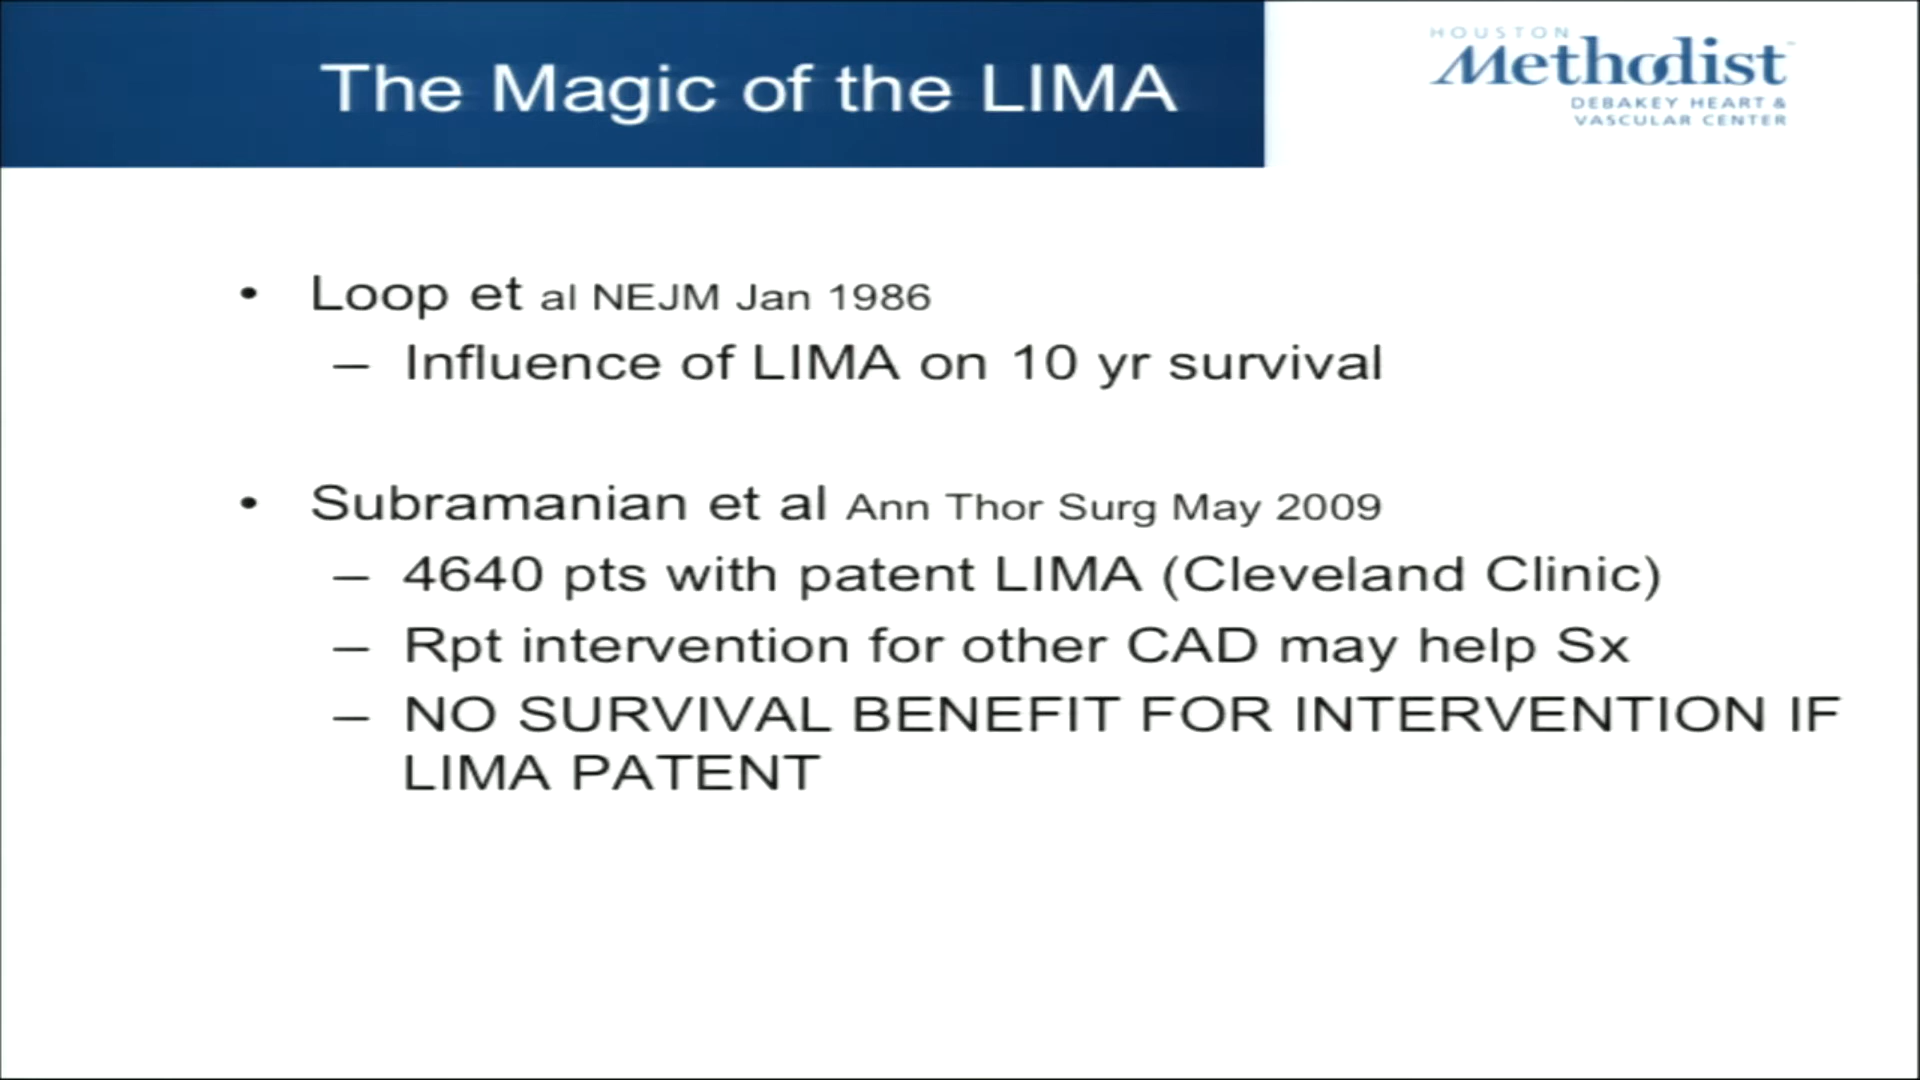 The Magic of the LIMA
HOUSTON
Methodist
DEBAKEY HEART &
VASCULAR CENTER
• Loop et al NEJM Jan 1986
– Influence of LIMA on 10 yr survival
• Subramanian et al Ann Thor Surg May 2009
– 4640 pts with patent LIMA (Cleveland Clinic)
– Rpt intervention for other CAD may help Sx
– NO SURVIVAL BENEFIT FOR INTERVENTION IF
LIMA PATENT